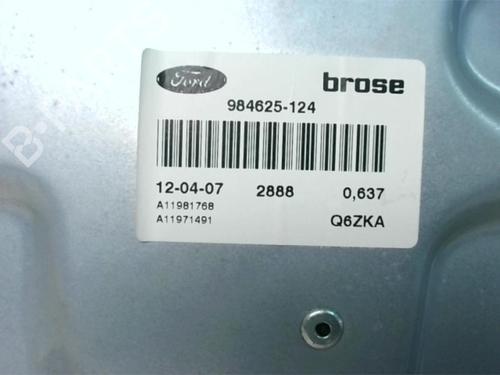 Ford
brose
984625-124
12-04-07 2888 0,637
A11981768
A11971491 Q6ZKA